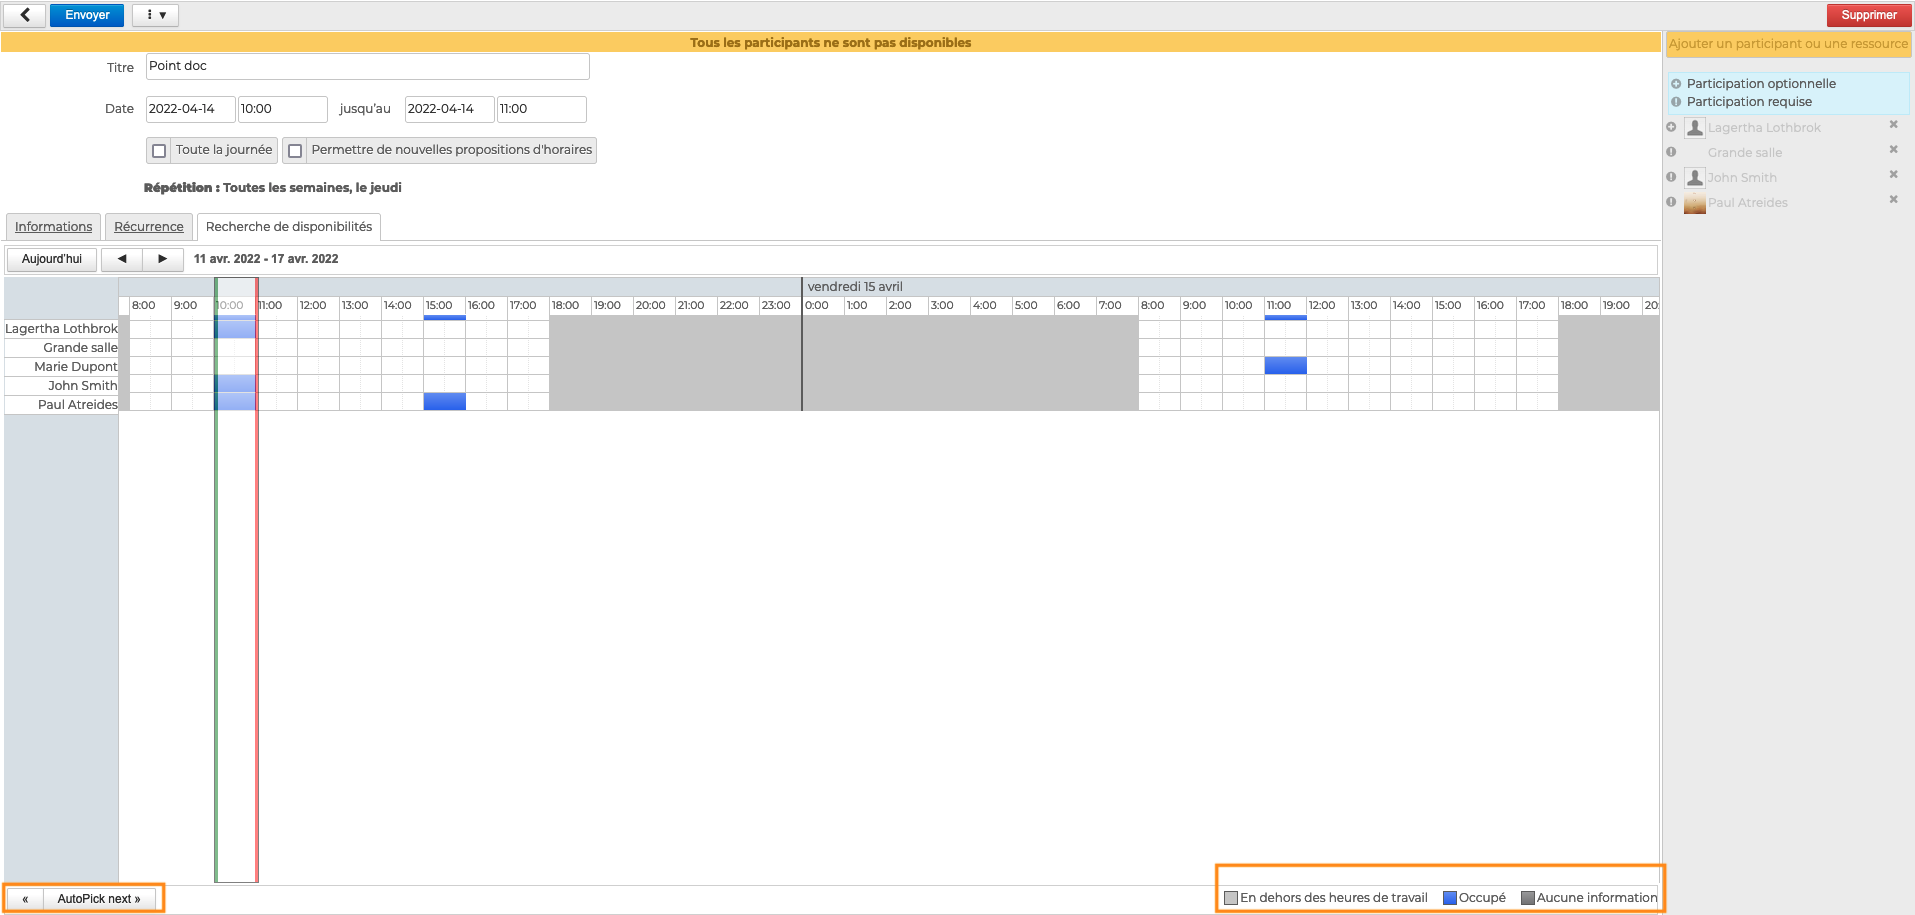 Envoyer
Supprimer
Tous les participants ne sont pas disponibles
Ajouter un participant ou une ressource
Titre Point doc
Date 2022-04-14 10:00 jusqu'au 2022-04-14 11:00
Toute la journée Permettre de nouvelles propositions d'horaires
Répétition : Toutes les semaines, le jeudi
Participation optionnelle
Participation requise
Lagertha Lothbrok
Grande salle
John Smith
Paul Atreides
Informations Récurrence Recherche de disponibilités
Aujourd'hui ◀ ▶ 11 avr. 2022 - 17 avr. 2022
vendredi 15 avril
8:00 9:00 10:00 11:00 12:00 13:00 14:00 15:00 16:00 17:00 18:00 19:00 20:00 21:00 22:00 23:00 0:00 1:00 2:00 3:00 4:00 5:00 6:00 7:00 8:00 9:00 10:00 11:00 12:00 13:00 14:00 15:00 16:00 17:00 18:00 19:00 20:
Lagertha Lothbrok
Grande salle
Marie Dupont
John Smith
Paul Atreides
« AutoPick next »
En dehors des heures de travail Occupé Aucune information